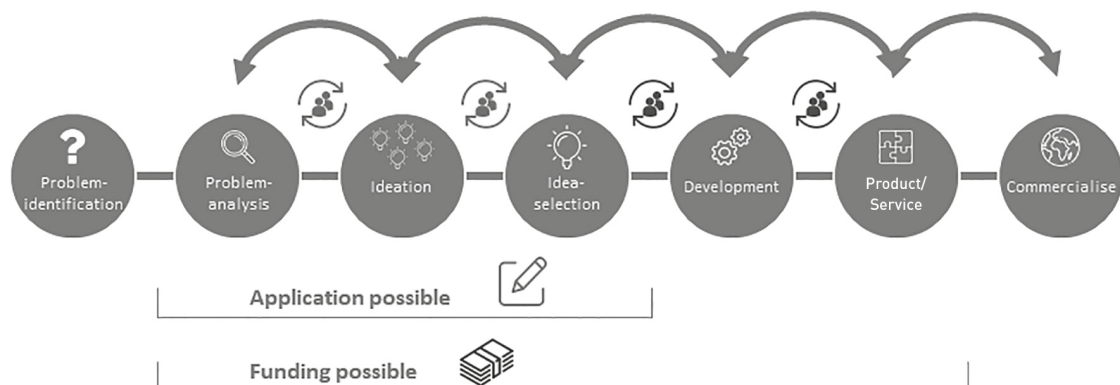 ?
Problem-
identification
Problem-
analysis
Ideation
Idea-
selection
Development
Product/
Service
Commercialise
Application possible
Funding possible